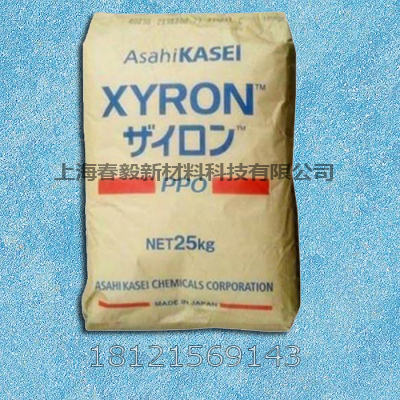 AsahiKASEI
XYRON™
ザイロン™
上海春毅新材料科技有限公司
PPO
NET25kg
ASAHI KASEI CHEMICALS CORPORATION
MADE IN JAPAN
18121569143